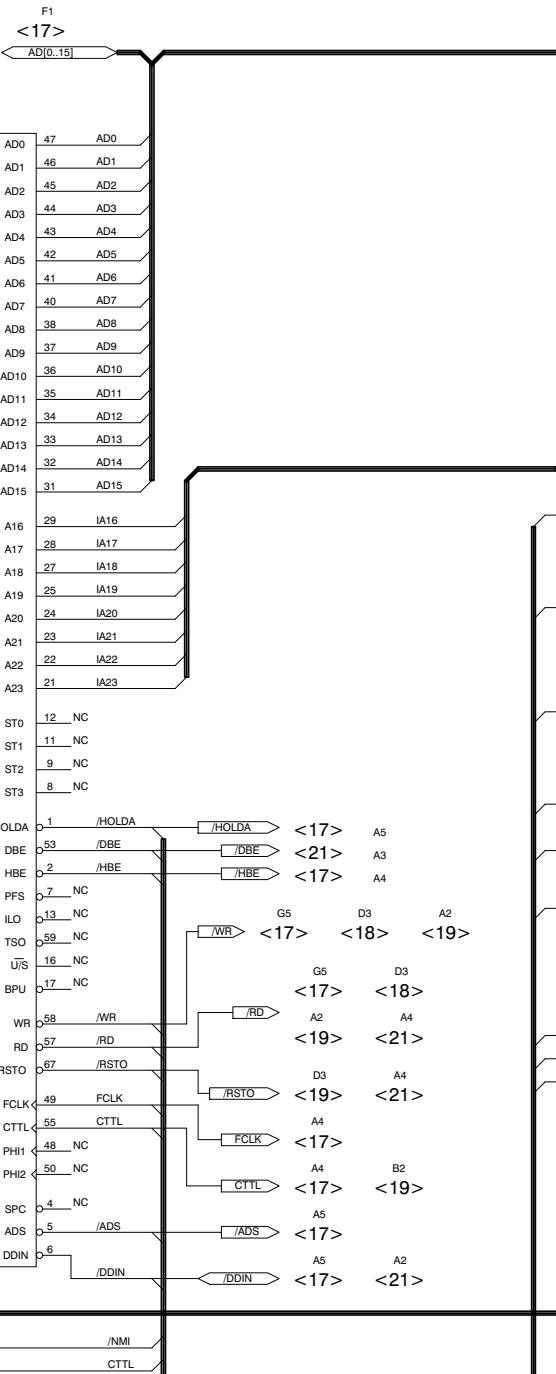 F1
<17>
AD[0..15]
AD0 47 AD0
AD1 46 AD1
AD2 45 AD2
AD3 44 AD3
AD4 43 AD4
AD5 42 AD5
AD6 41 AD6
AD7 40 AD7
AD8 38 AD8
AD9 37 AD9
AD10 36 AD10
AD11 35 AD11
AD12 34 AD12
AD13 33 AD13
AD14 32 AD14
AD15 31 AD15
A16 29 IA16
A17 28 IA17
A18 27 IA18
A19 25 IA19
A20 24 IA20
A21 23 IA21
A22 22 IA22
A23 21 IA23
ST0 12 NC
ST1 11 NC
ST2 9 NC
ST3 8 NC
OLDA 1 /HOLDA /HOLDA <17> A5
DBE 53 /DBE /DBE <21> A3
HBE 2 /HBE /HBE <17> A4
PFS 7 NC
ILO 13 NC
TSO 59 NC
U/S 16 NC
BPU 17 NC
G5 D3 A2
/WR <17> <18> <19>
G5 D3
<17> <18>
WR 58 /WR
/RD
A2 A4
<19> <21>
RD 57 /RD
RSTO 67 /RSTO
D3 A4
/RSTO <19> <21>
FCLK 49 FCLK
CTTL 55 CTTL
A4
FCLK <17>
PHI1 48 NC
PHI2 50 NC
A4 B2
CTTL <17> <19>
SPC 4 NC
A5
ADS 5 /ADS /ADS <17>
DDIN 6
A5 A2
/DDIN /DDIN <17> <21>
/NMI
CTTL